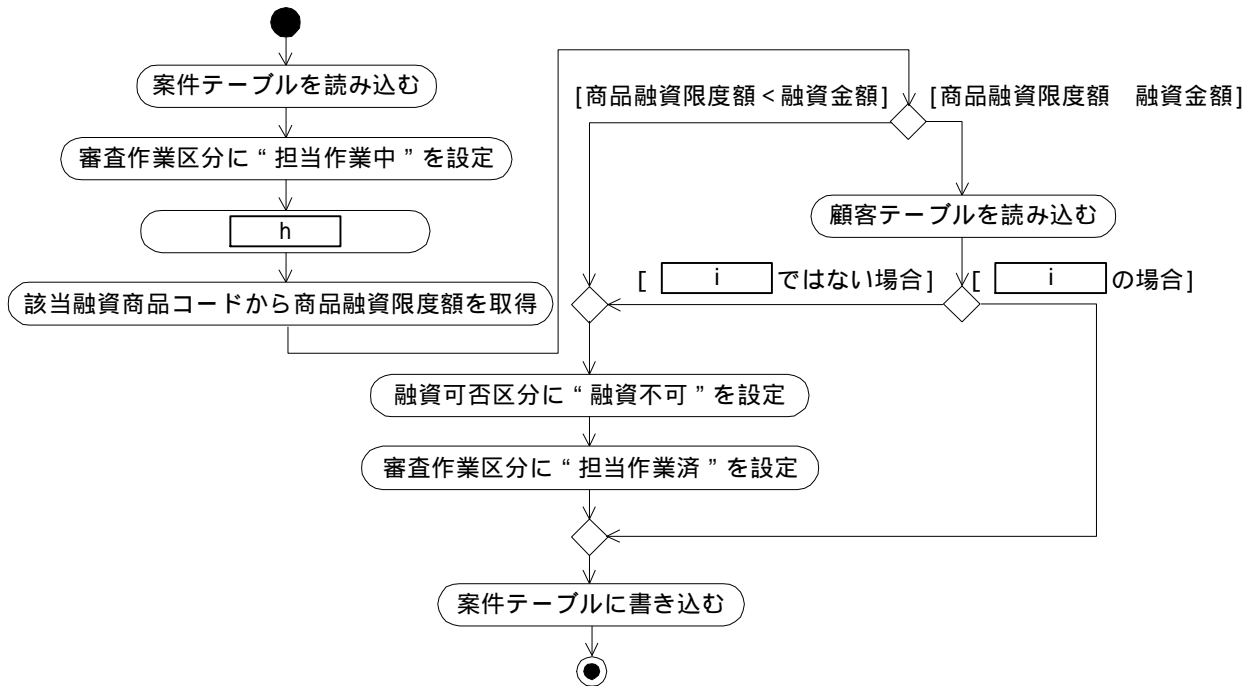 案件テーブルを読み込む
審査作業区分に“担当作業中”を設定
h
該当融資商品コードから商品融資限度額を取得
[商品融資限度額＜融資金額]
[商品融資限度額　融資金額]
顧客テーブルを読み込む
[ i ではない場合]
[ i の場合]
融資可否区分に“融資不可”を設定
審査作業区分に“担当作業済”を設定
案件テーブルに書き込む